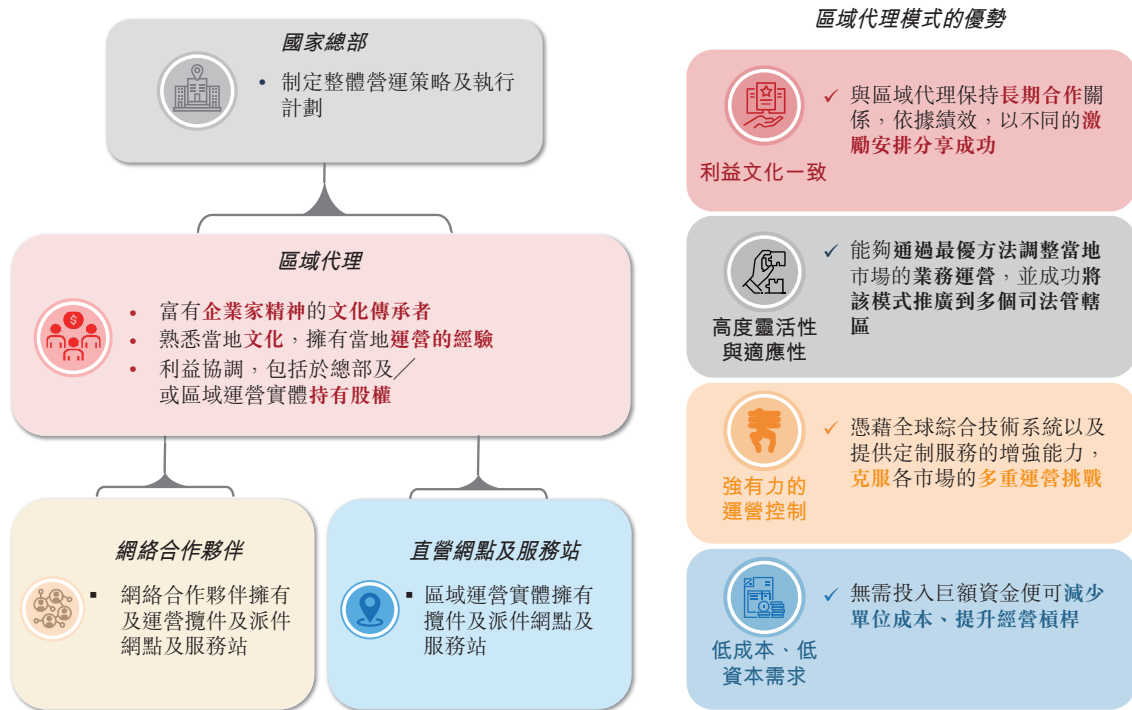 國家總部
• 制定整體營運策略及執行
計劃
區域代理
• 富有企業家精神的文化傳承者
• 熟悉當地文化，擁有當地運營的經驗
• 利益協調，包括於總部及╱
或區域運營實體持有股權
網絡合作夥伴
▪ 網絡合作夥伴擁有
及運營攬件及派件
網點及服務站
直營網點及服務站
▪ 區域運營實體擁有
攬件及派件網點及
服務站
區域代理模式的優勢
利益文化一致
✓ 與區域代理保持長期合作關
係，依據績效，以不同的激
勵安排分享成功
高度靈活性
與適應性
✓ 能夠通過最優方法調整當地
市場的業務運營，並成功將
該模式推廣到多個司法管轄
區
強有力的
運營控制
✓ 憑藉全球綜合技術系統以及
提供定制服務的增強能力，
克服各市場的多重運營挑戰
低成本、低
資本需求
✓ 無需投入巨額資金便可減少
單位成本、提升經營槓桿